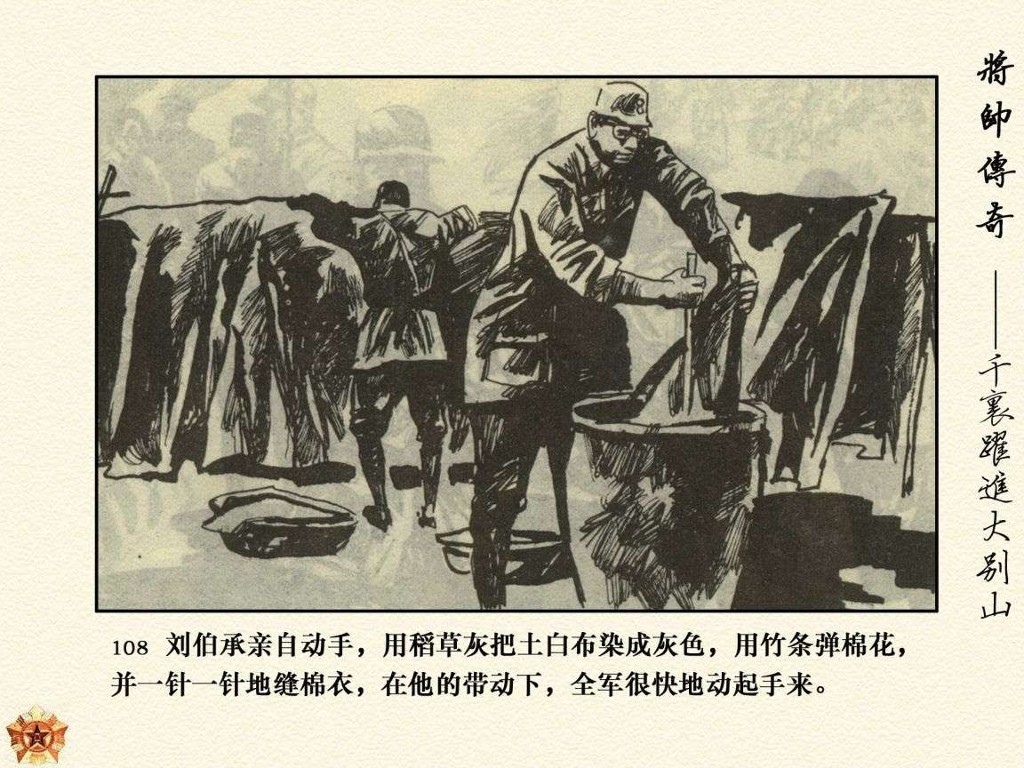 將帥傳奇——千裏躍進大别山
108 刘伯承亲自动手，用稻草灰把土白布染成灰色，用竹条弹棉花，
并一针一针地缝棉衣，在他的带动下，全军很快地动起手来。